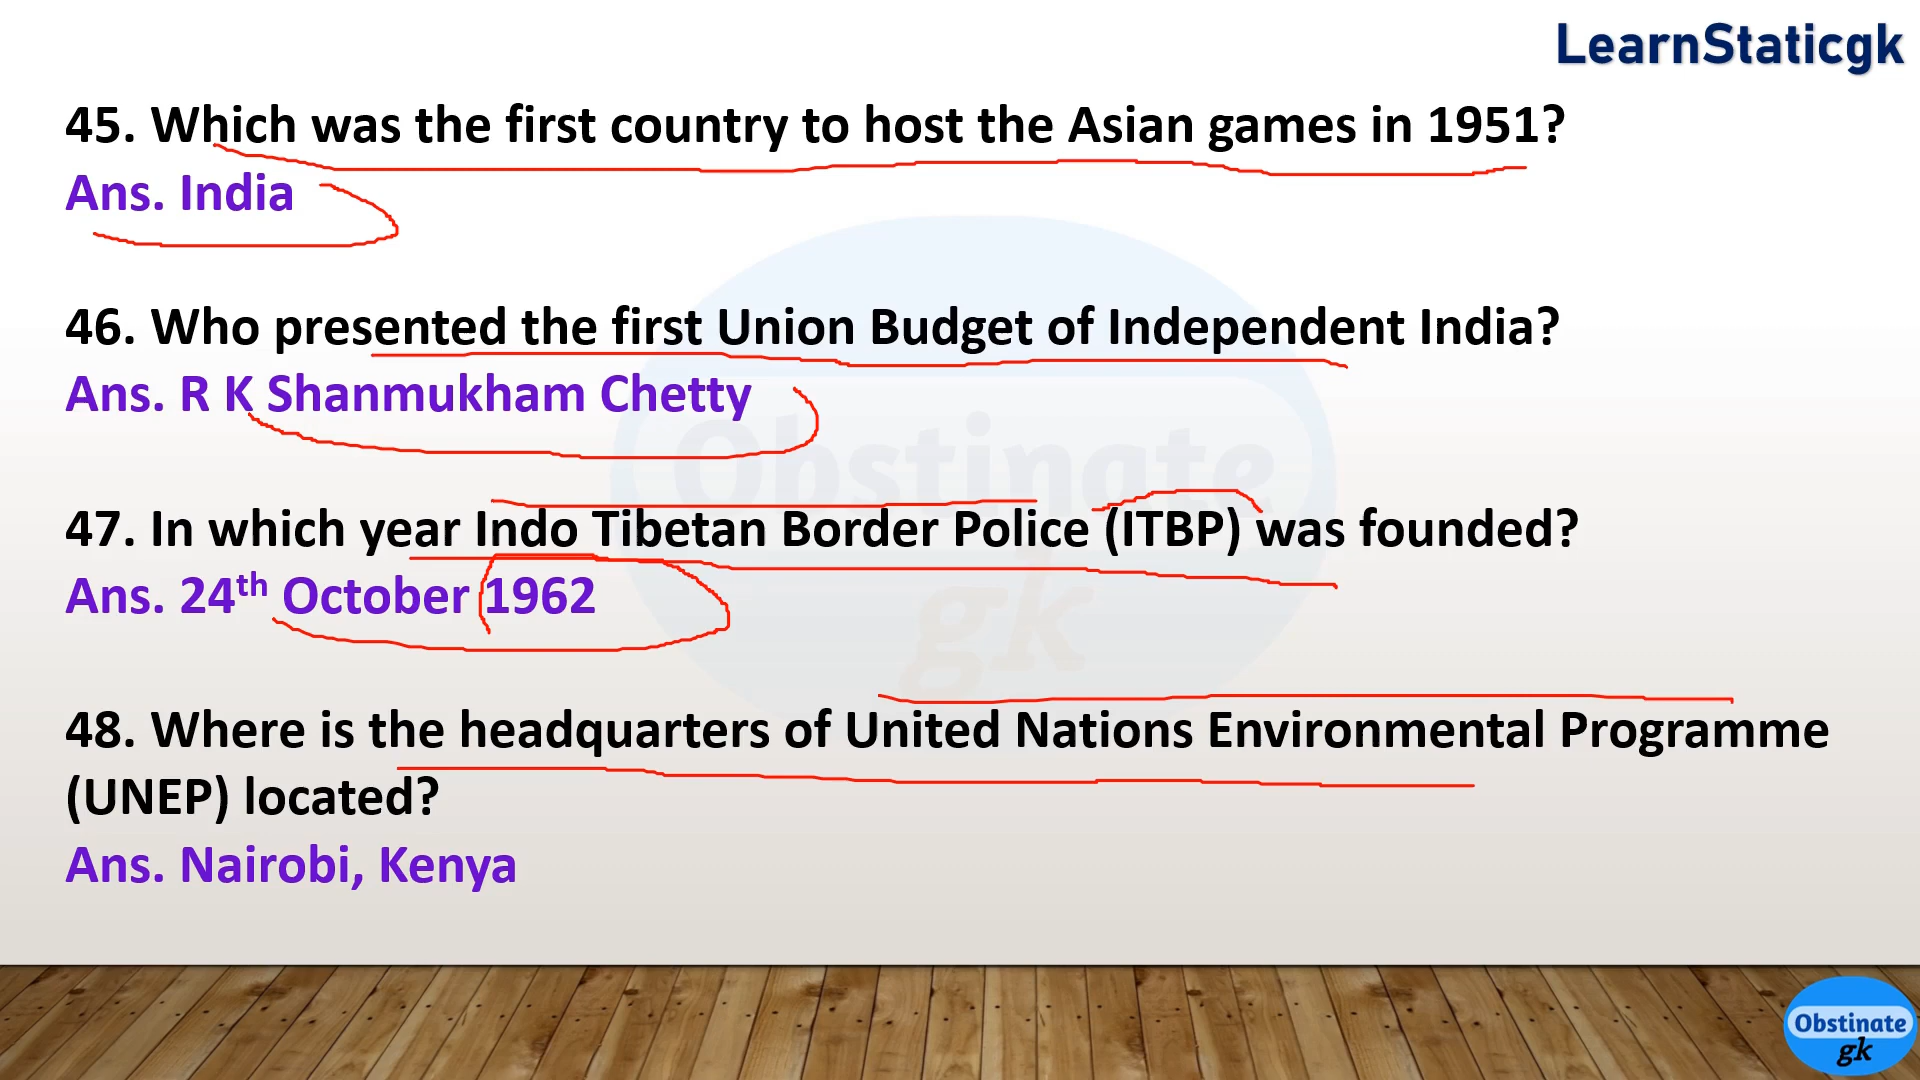 LearnStaticgk
45. Which was the first country to host the Asian games in 1951?
Ans. India
46. Who presented the first Union Budget of Independent India?
Ans. R K Shanmukham Chetty
Obstinate
gk
47. In which year Indo Tibetan Border Police (ITBP) was founded?
Ans. 24th October 1962
48. Where is the headquarters of United Nations Environmental Programme
(UNEP) located?
Ans. Nairobi, Kenya
Obstinate
gk